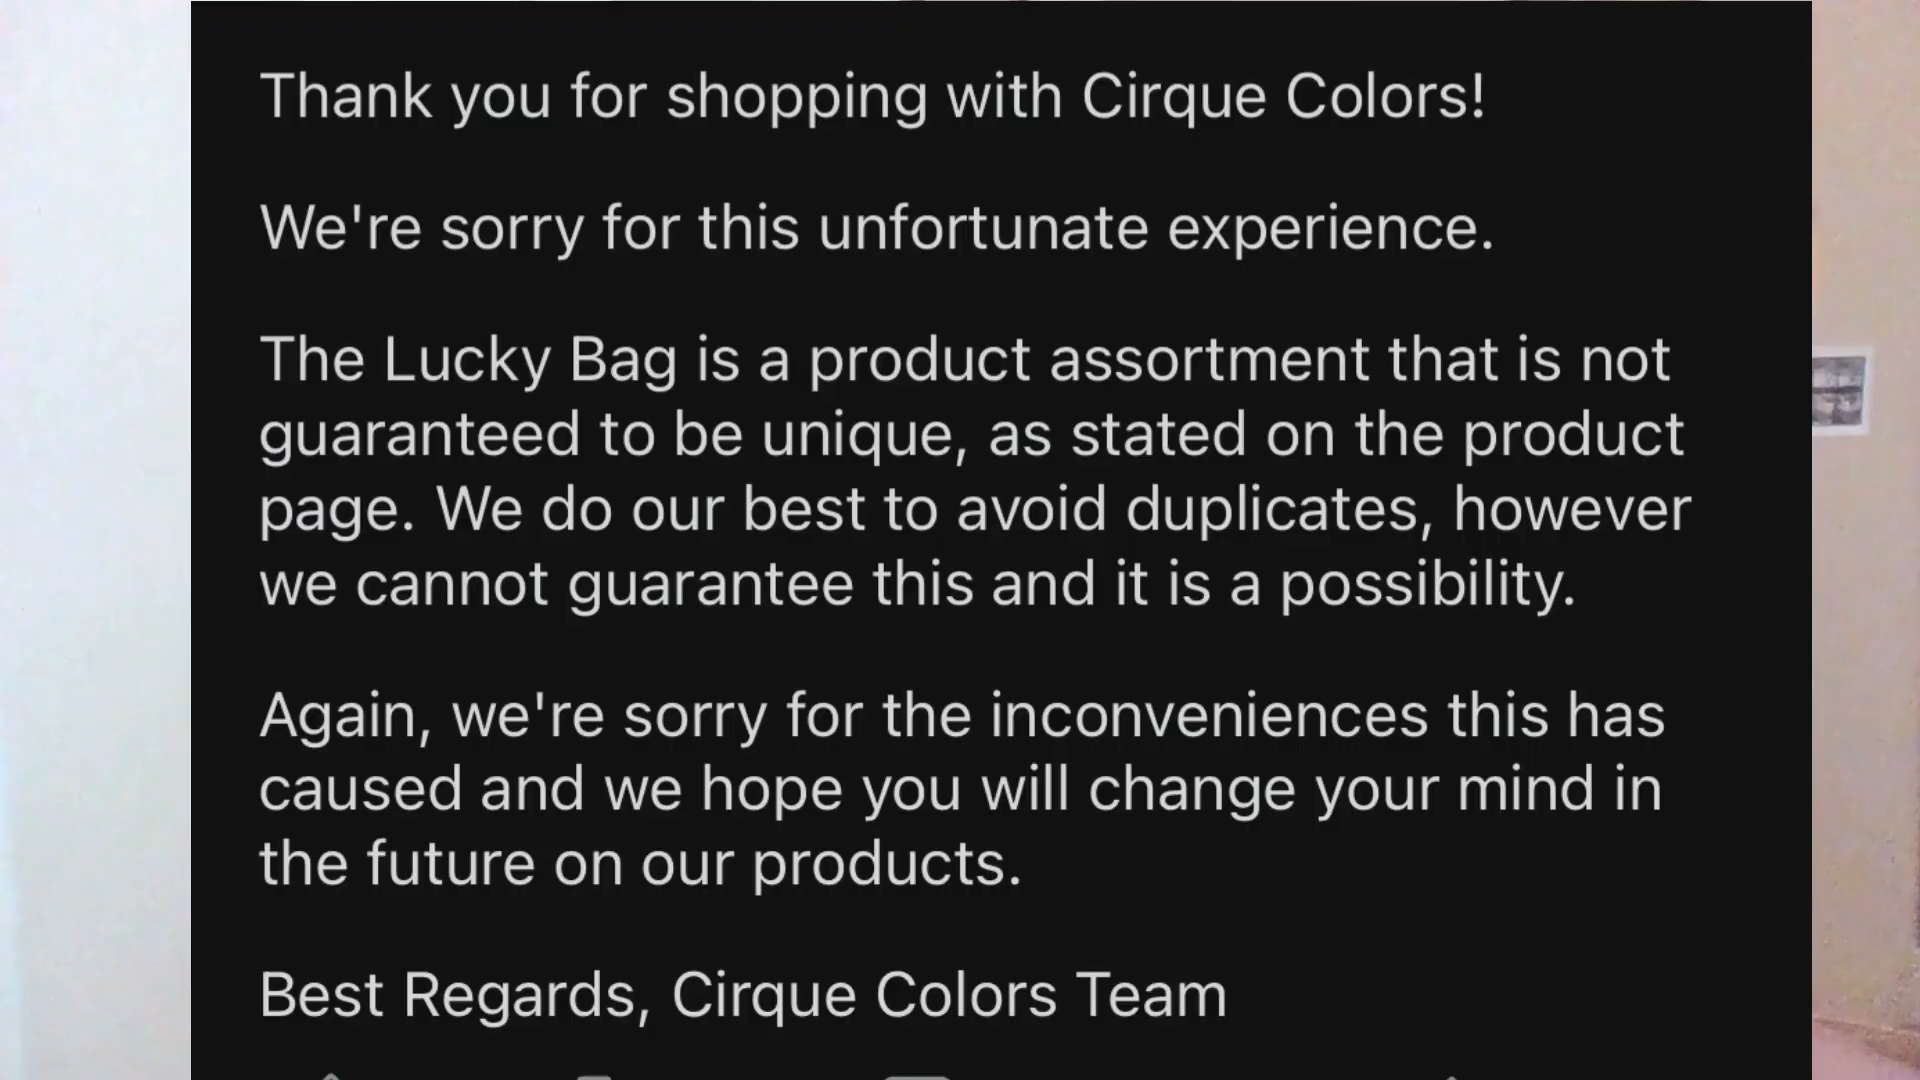 Thank you for shopping with Cirque Colors!
We're sorry for this unfortunate experience.
The Lucky Bag is a product assortment that is not
guaranteed to be unique, as stated on the product
page. We do our best to avoid duplicates, however
we cannot guarantee this and it is a possibility.
Again, we're sorry for the inconveniences this has
caused and we hope you will change your mind in
the future on our products.
Best Regards, Cirque Colors Team